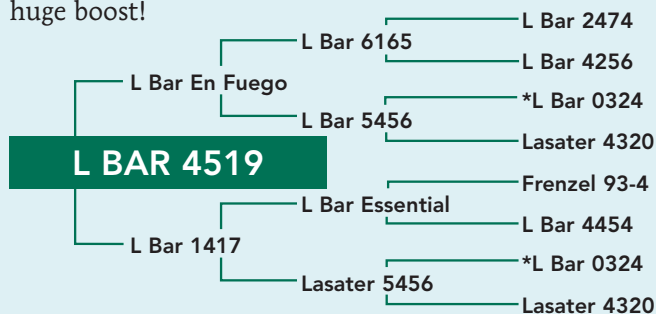 huge boost!
L Bar 2474
L Bar 6165
L Bar 4256
L Bar En Fuego
*L Bar 0324
L Bar 5456
Lasater 4320
L BAR 4519
Frenzel 93-4
L Bar Essential
L Bar 4454
L Bar 1417
*L Bar 0324
Lasater 5456
Lasater 4320